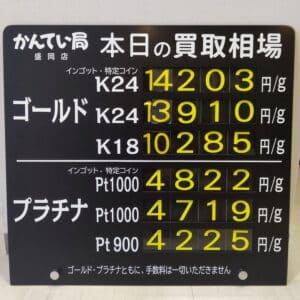 かんてい局 本日の買取相場
盛岡店
インゴット・特定コイン
K24 14203 円/g
ゴールド K24 13910 円/g
K18 10285 円/g
インゴット・特定コイン
Pt1000 4822 円/g
プラチナ Pt1000 4719 円/g
Pt900 4225 円/g
ゴールド・プラチナともに、手数料は一切いただきません